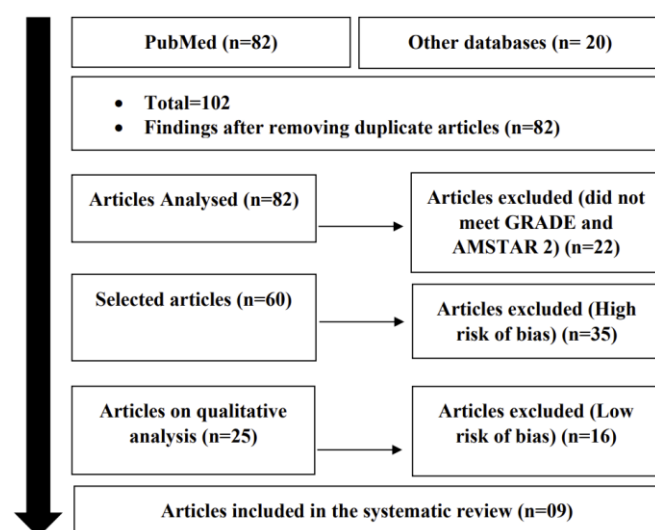 PubMed (n=82)
Other databases (n= 20)
• Total=102
• Findings after removing duplicate articles (n=82)
Articles Analysed (n=82)
Articles excluded (did not
meet GRADE and
AMSTAR 2) (n=22)
Selected articles (n=60)
Articles excluded (High
risk of bias) (n=35)
Articles on qualitative
analysis (n=25)
Articles excluded (Low
risk of bias) (n=16)
Articles included in the systematic review (n=09)